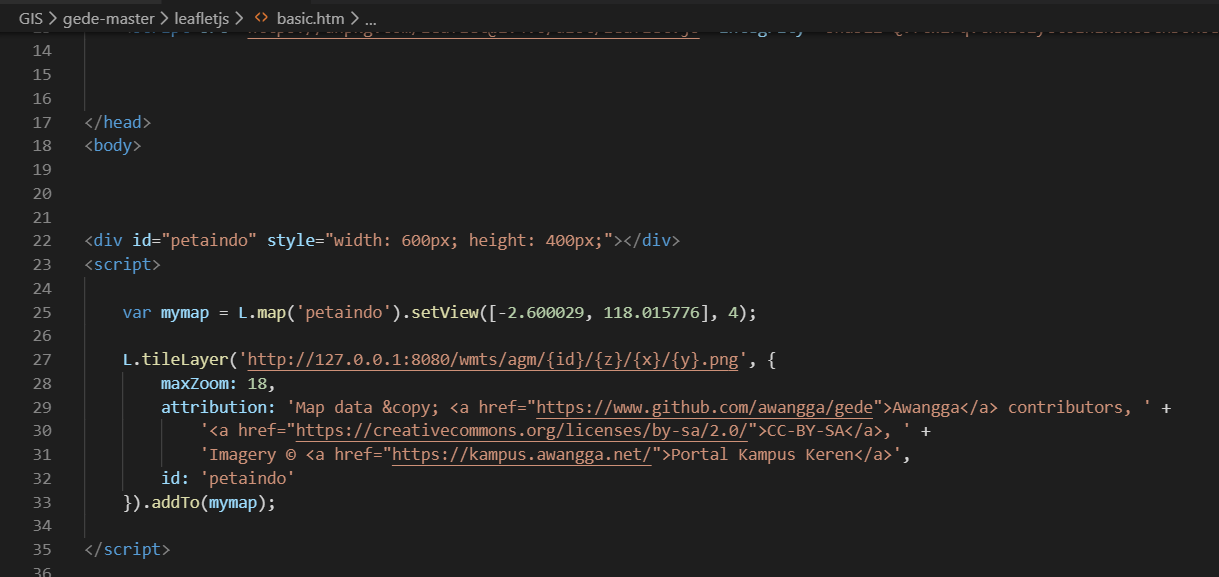 GIS > gede-master > leafletjs > <> basic.htm > ...
14
15
16
17 </head>
18 <body>
19
20
21
22 <div id="petaindo" style="width: 600px; height: 400px;"></div>
23 <script>
24
25 var mymap = L.map('petaindo').setView([-2.600029, 118.015776], 4);
26
27 L.tileLayer('http://127.0.0.1:8080/wmts/agm/{id}/{z}/{x}/{y}.png', {
28 maxZoom: 18,
29 attribution: 'Map data &copy; <a href="https://www.github.com/awangga/gede">Awangga</a> contributors, ' +
30 '<a href="https://creativecommons.org/licenses/by-sa/2.0/">CC-BY-SA</a>, ' +
31 'Imagery © <a href="https://kampus.awangga.net/">Portal Kampus Keren</a>',
32 id: 'petaindo'
33 }).addTo(mymap);
34
35 </script>
36